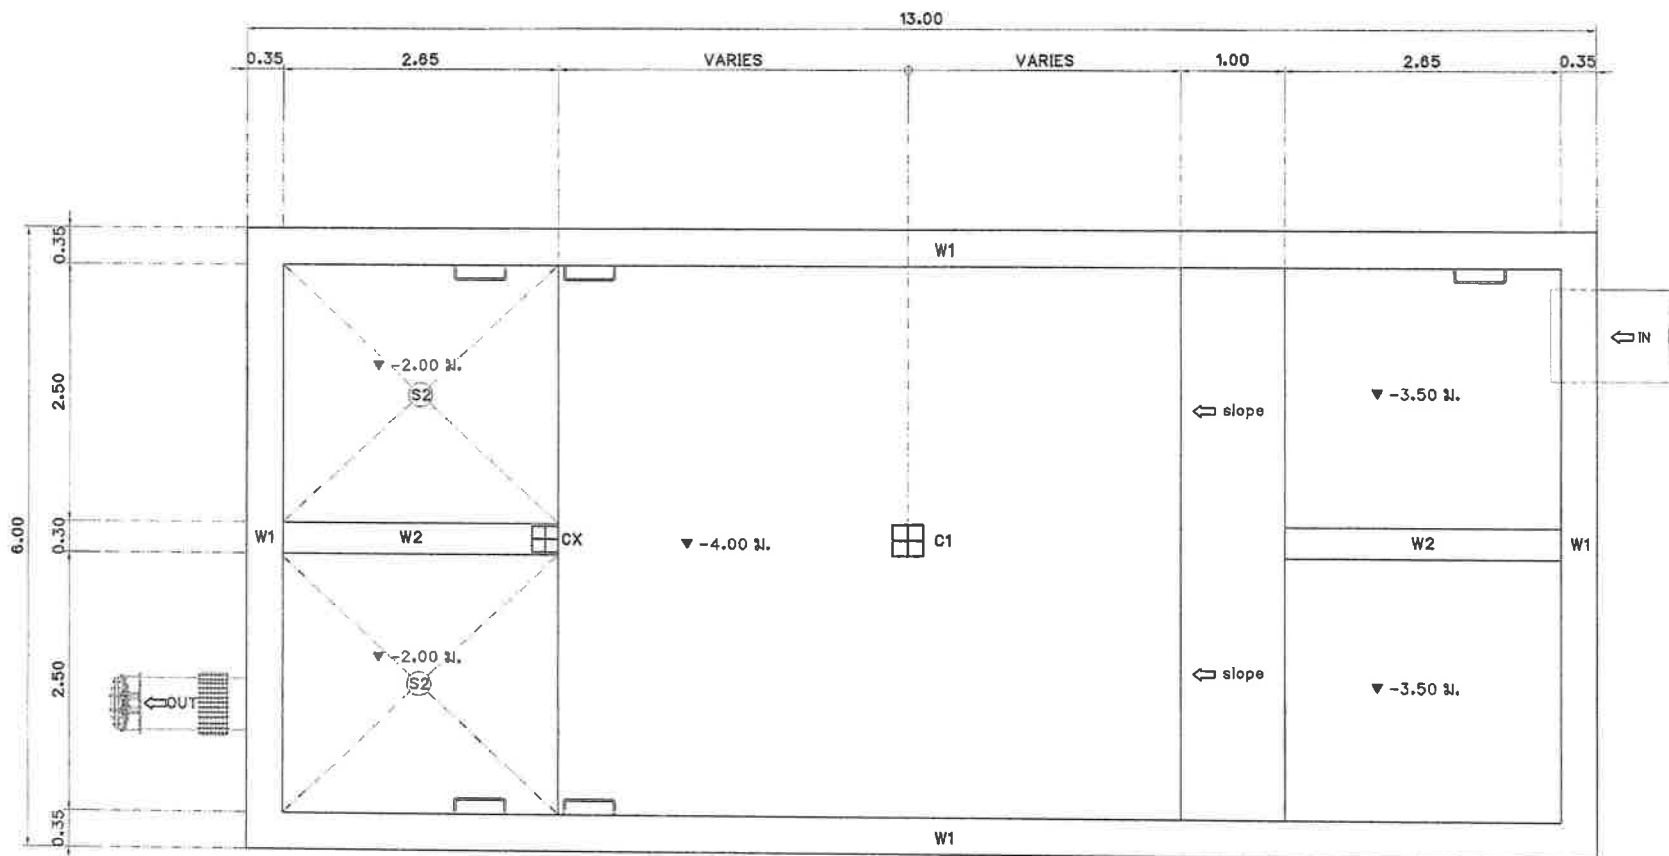 13.00
0.35 2.65 VARIES VARIES 1.00 2.65 0.35
0.35
W1
IN
-2.00 ม.
S2
2.50
-3.50 ม.
slope
6.00
0.30
W1 W2 CX -4.00 ม. C1 W2 W1
-2.00 ม.
S2
2.50
OUT
slope
-3.50 ม.
0.35
W1